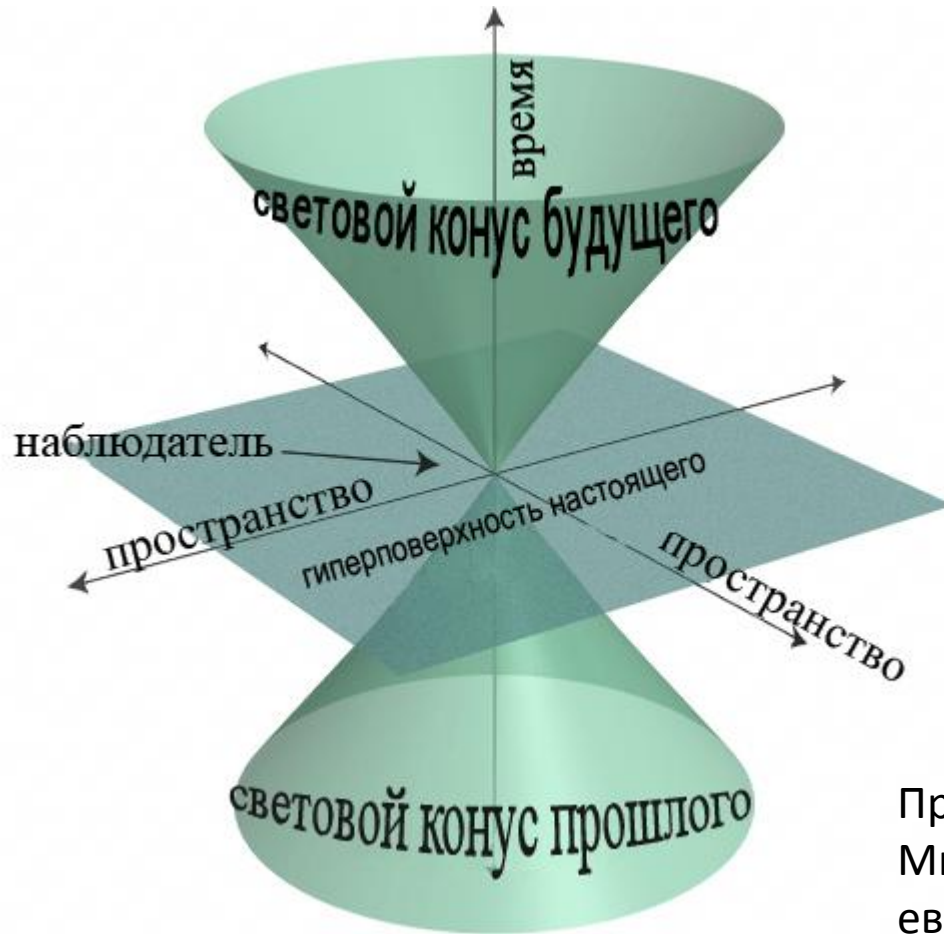 время
световой конус будущего
наблюдатель
пространство
гиперповерхность настоящего
пространство
световой конус прошлого